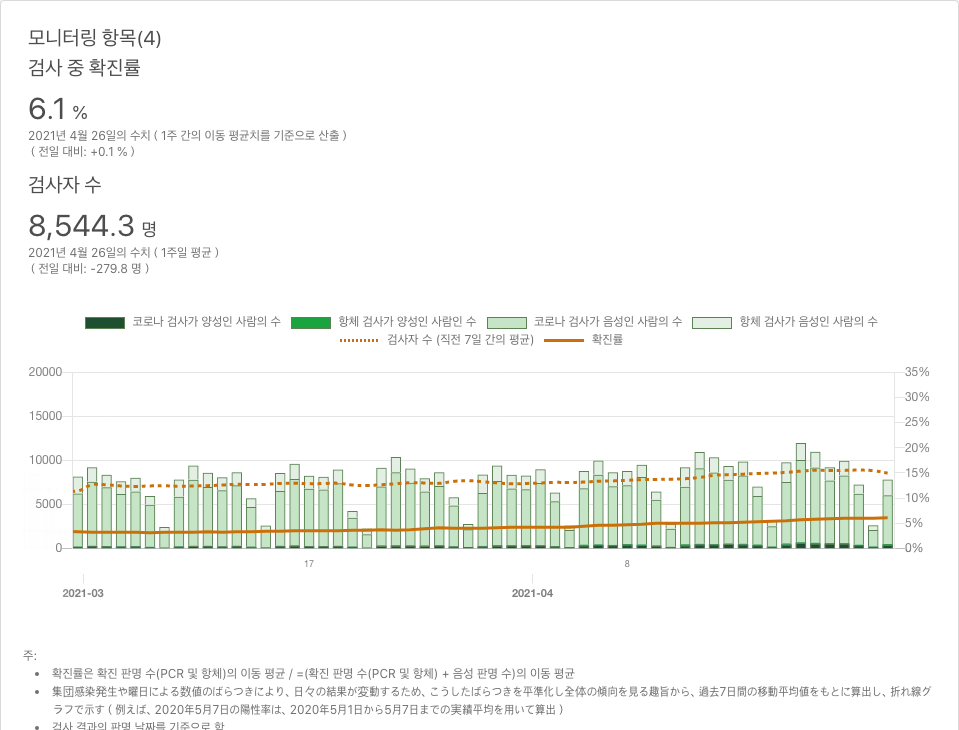 모니터링 항목(4)
검사 중 확진률
6.1 %
2021년 4월 26일의 수치 ( 1주 간의 이동 평균치를 기준으로 산출 )
( 전일 대비: +0.1 % )
검사자 수
8,544.3 명
2021년 4월 26일의 수치 ( 1주일 평균 )
( 전일 대비: -279.8 명 )
코로나 검사가 양성인 사람의 수 항체 검사가 양성인 사람인 수 코로나 검사가 음성인 사람의 수 항체 검사가 음성인 사람의 수
검사자 수 (직전 7일 간의 평균) 확진률
20000 35%
30%
15000 25%
20%
10000 15%
10%
5000 5%
0 0%
17 8
2021-03 2021-04
주:
• 확진률은 확진 판명 수(PCR 및 항체)의 이동 평균 / =(확진 판명 수(PCR 및 항체) + 음성 판명 수)의 이동 평균
• 集団感染発生や曜日による数値のばらつきにより、日々の結果が変動するため、こうしたばらつきを平準化し全体の傾向を見る趣旨から、過去7日間の移動平均値をもとに算出し、折れ線グ
ラフで示す ( 例えば、2020年5月7日の陽性率は、2020年5月1日から5月7日までの実績平均を用いて算出 )
• 검사 결과의 판명 날짜를 기준으로 함